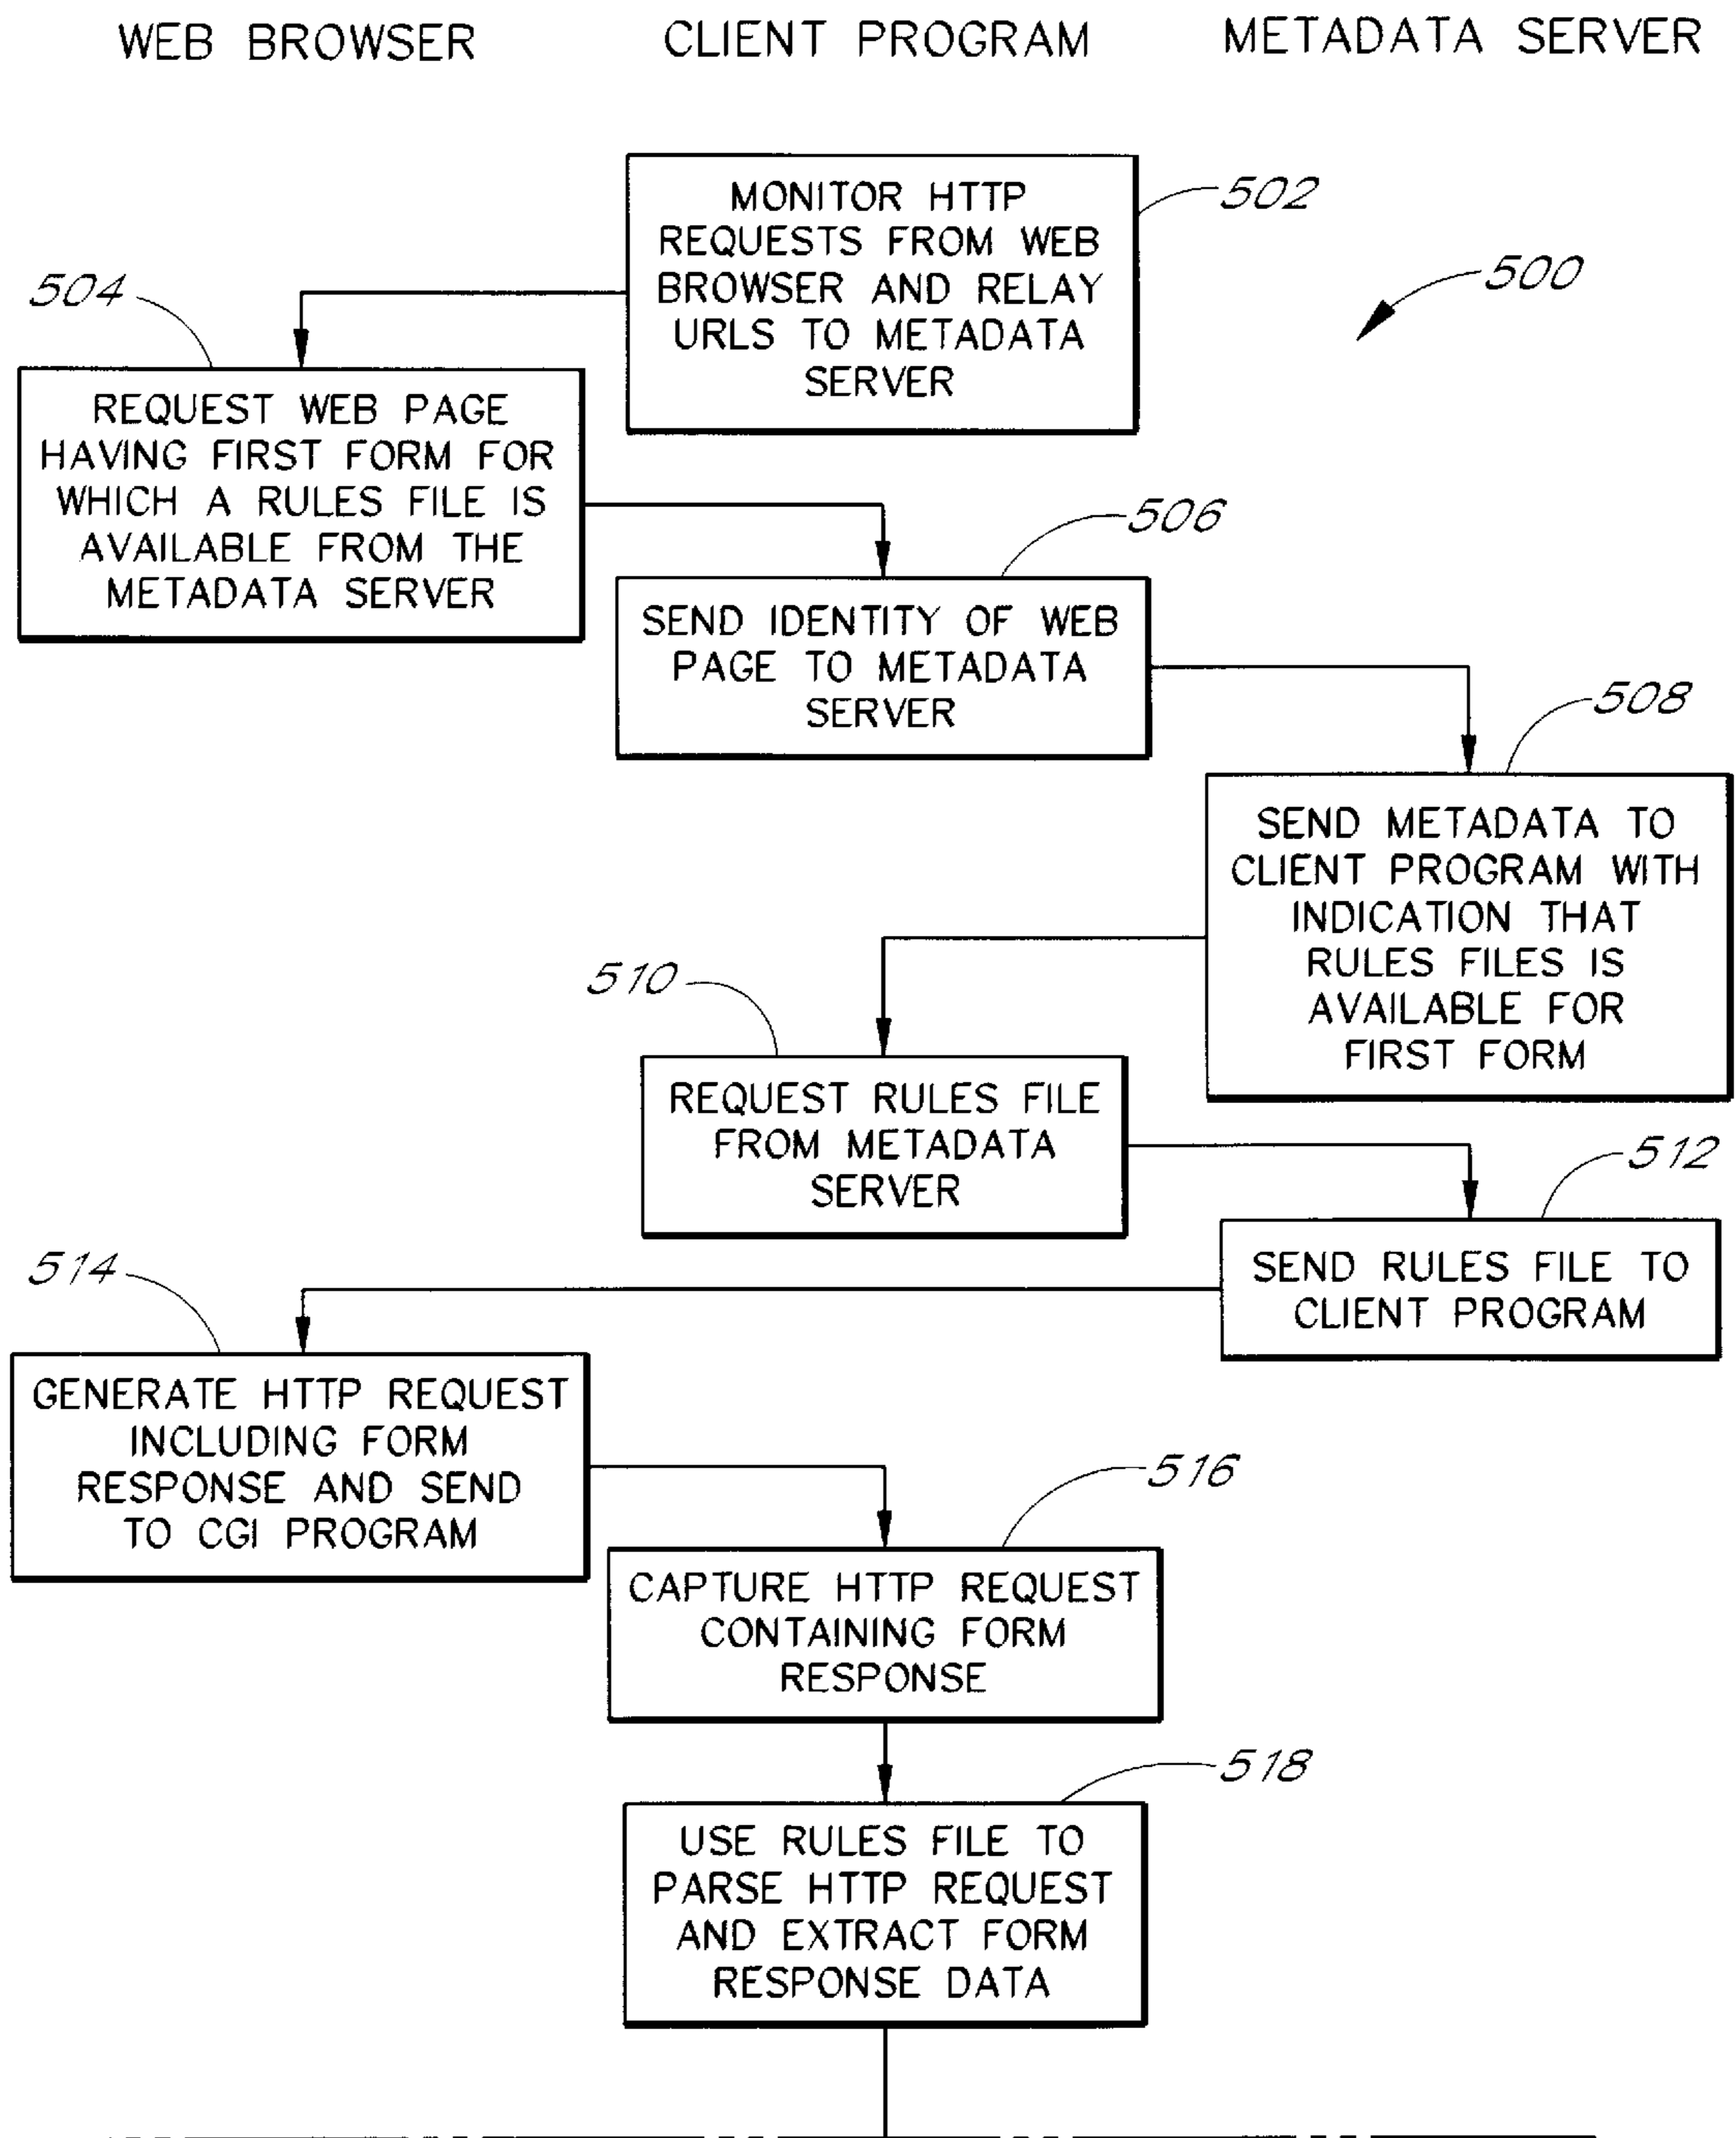 WEB BROWSER
CLIENT PROGRAM
METADATA SERVER
MONITOR HTTP
REQUESTS FROM WEB
BROWSER AND RELAY
URLS TO METADATA
SERVER
502
500
504
REQUEST WEB PAGE
HAVING FIRST FORM FOR
WHICH A RULES FILE IS
AVAILABLE FROM THE
METADATA SERVER
506
SEND IDENTITY OF WEB
PAGE TO METADATA
SERVER
508
SEND METADATA TO
CLIENT PROGRAM WITH
INDICATION THAT
RULES FILES IS
AVAILABLE FOR
FIRST FORM
510
REQUEST RULES FILE
FROM METADATA
SERVER
512
SEND RULES FILE TO
CLIENT PROGRAM
514
GENERATE HTTP REQUEST
INCLUDING FORM
RESPONSE AND SEND
TO CGI PROGRAM
516
CAPTURE HTTP REQUEST
CONTAINING FORM
RESPONSE
518
USE RULES FILE TO
PARSE HTTP REQUEST
AND EXTRACT FORM
RESPONSE DATA